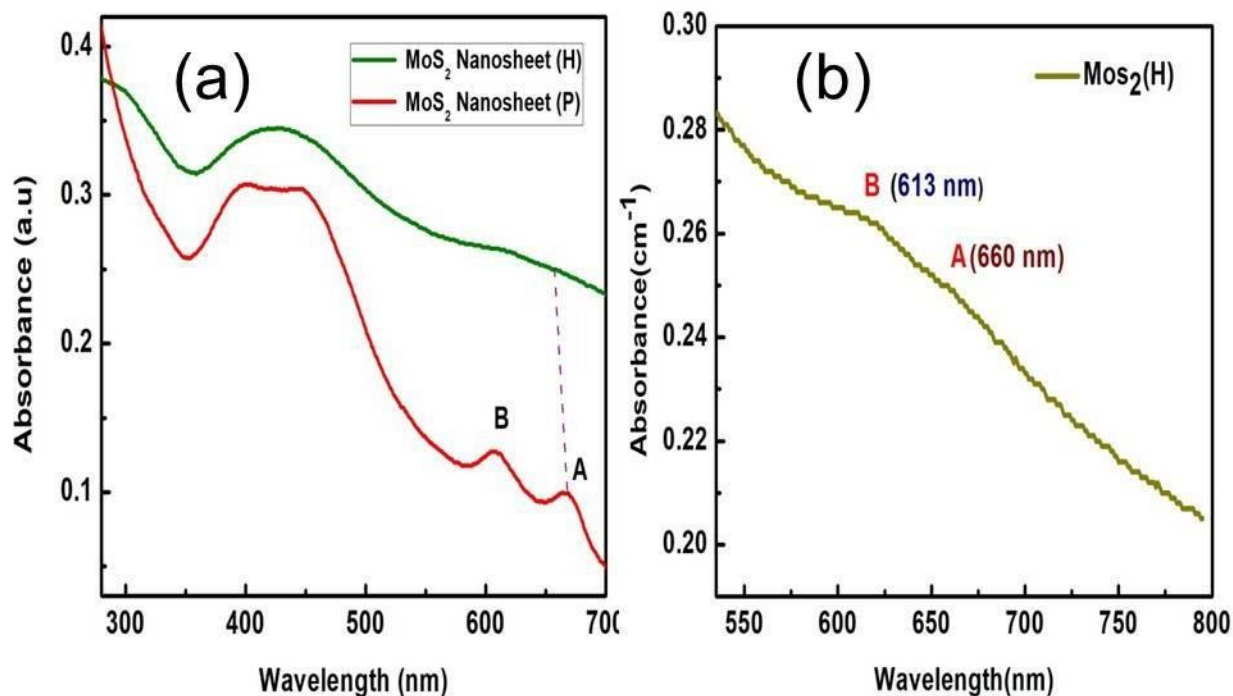 (a)
MoS₂ Nanosheet (H)
MoS₂ Nanosheet (P)
0.4
0.3
0.2
0.1
Absorbance (a.u)
B
A
300 400 500 600 700
Wavelength (nm)
(b)
Mos₂(H)
0.30
0.28
0.26
0.24
0.22
0.20
Absorbance(cm⁻¹)
B (613 nm)
A(660 nm)
550 600 650 700 750 800
Wavelength(nm)